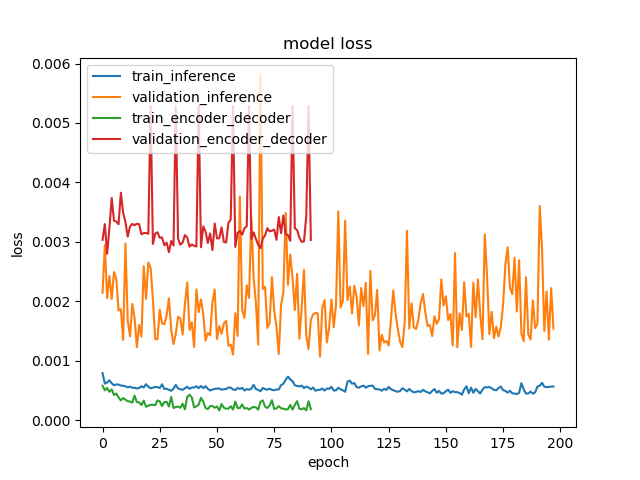 model loss
train_inference
validation_inference
train_encoder_decoder
validation_encoder_decoder
loss
0.006
0.005
0.004
0.003
0.002
0.001
0.000
0 25 50 75 100 125 150 175 200
epoch